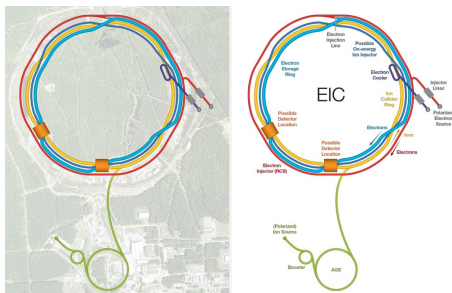 Electron
Injection
Line
Possible
On-energy
Ion Injector
Electron
Storage
Ring
Electron
Cooler
Injector
Linac
EIC
Ion
Collider
Ring
Polarized
Electron
Source
Possible
Detector
Location
Electrons
Ions
Possible
Detector
Location
Electrons
Electron
Injector (RCS)
(Polarized)
Ion Source
Booster
AGS